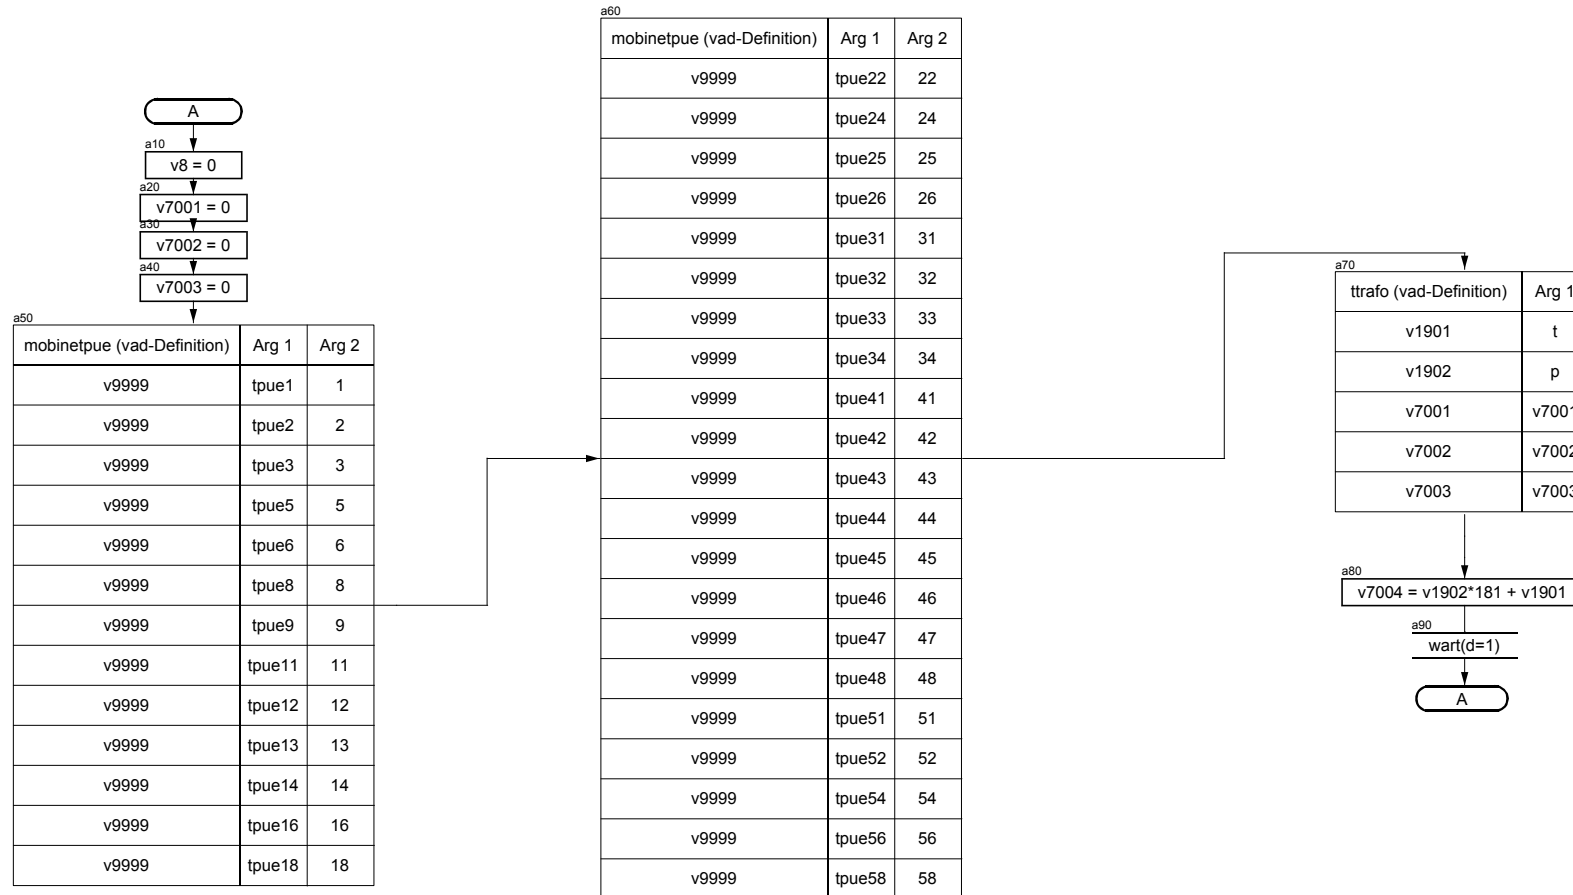 A
a10
v8 = 0
a20
v7001 = 0
a30
v7002 = 0
a40
v7003 = 0
a50
mobinetpue (vad-Definition) Arg 1 Arg 2
v9999 tpue1 1
v9999 tpue2 2
v9999 tpue3 3
v9999 tpue5 5
v9999 tpue6 6
v9999 tpue8 8
v9999 tpue9 9
v9999 tpue11 11
v9999 tpue12 12
v9999 tpue13 13
v9999 tpue14 14
v9999 tpue16 16
v9999 tpue18 18
a60
mobinetpue (vad-Definition) Arg 1 Arg 2
v9999 tpue22 22
v9999 tpue24 24
v9999 tpue25 25
v9999 tpue26 26
v9999 tpue31 31
v9999 tpue32 32
v9999 tpue33 33
v9999 tpue34 34
v9999 tpue41 41
v9999 tpue42 42
v9999 tpue43 43
v9999 tpue44 44
v9999 tpue45 45
v9999 tpue46 46
v9999 tpue47 47
v9999 tpue48 48
v9999 tpue51 51
v9999 tpue52 52
v9999 tpue54 54
v9999 tpue56 56
v9999 tpue58 58
a70
ttrafo (vad-Definition) Arg 1
v1901 t
v1902 p
v7001 v7001
v7002 v7002
v7003 v7003
a80
v7004 = v1902*181 + v1901
a90
wart(d=1)
A